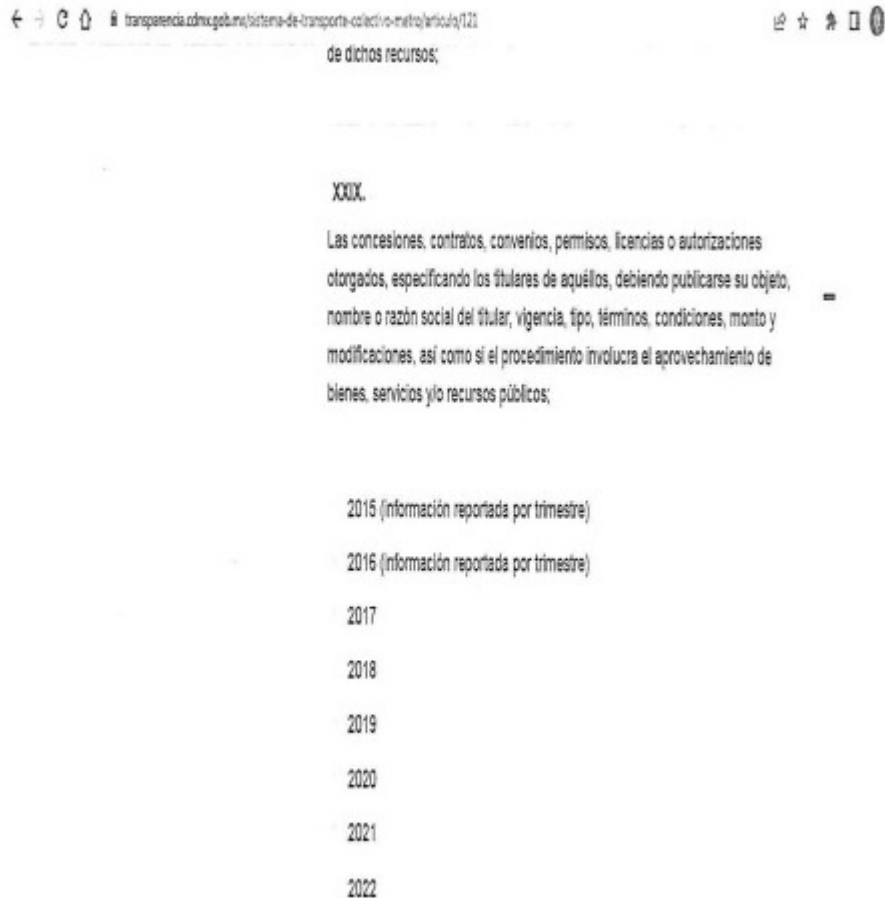 transparencia.cdmx.gob.mx/sistema-de-transporte-colectivo-metro/articulo/121
de dichos recursos;
XXIX.
Las concesiones, contratos, convenios, permisos, licencias o autorizaciones
otorgados, especificando los titulares de aquéllos, debiendo publicarse su objeto,
nombre o razón social del titular, vigencia, tipo, términos, condiciones, monto y
modificaciones, así como si el procedimiento involucra el aprovechamiento de
bienes, servicios y/o recursos públicos;
2015 (información reportada por trimestre)
2016 (información reportada por trimestre)
2017
2018
2019
2020
2021
2022